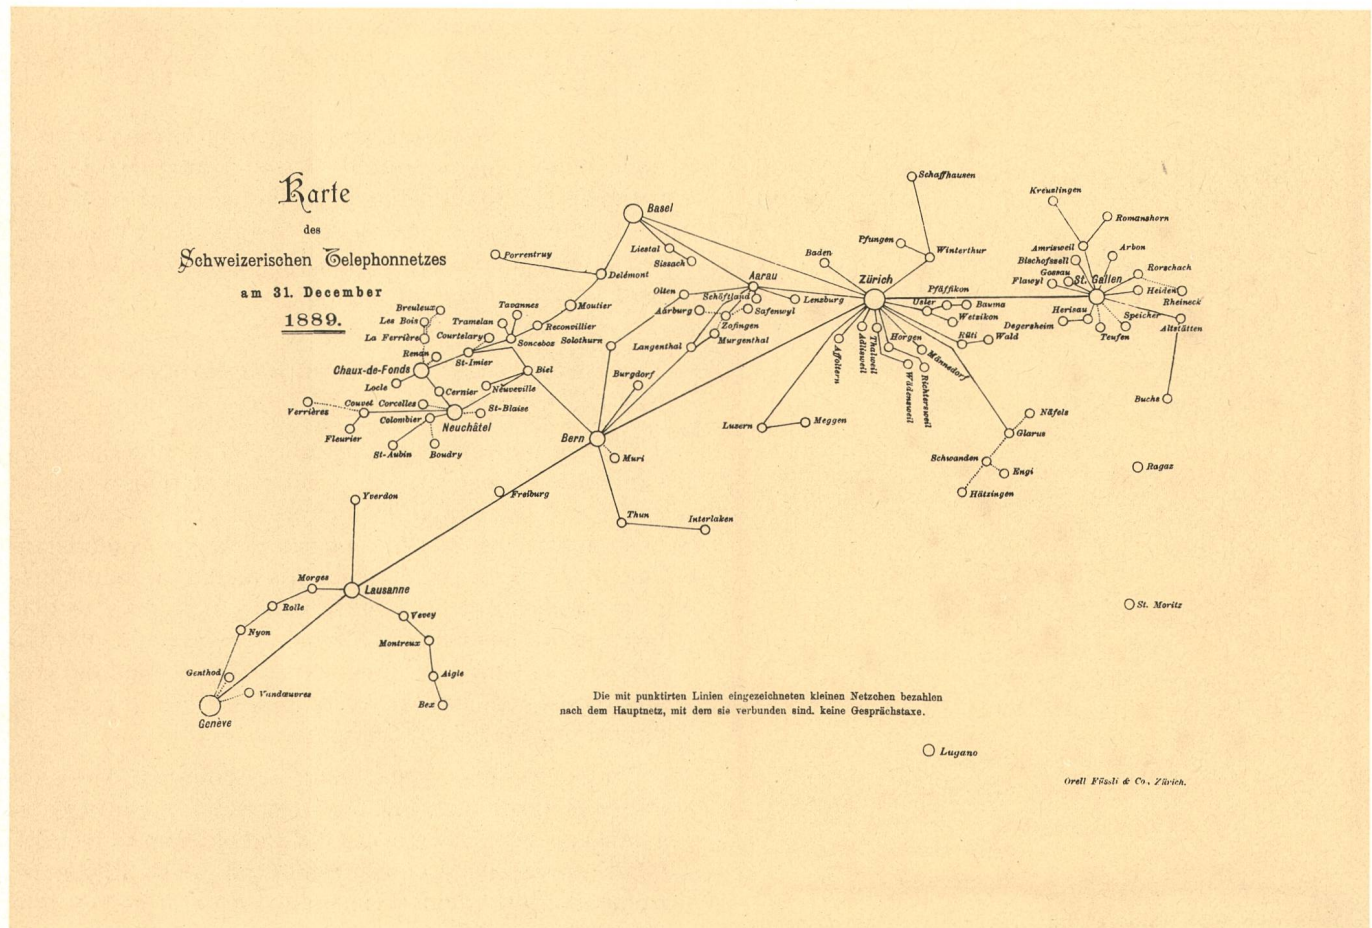 Karte
des
Schweizerischen Telephonnetzes
am 31. December
1889.
Schaffhausen
Kreuzlingen
Basel
Romanshorn
Pfungen
Winterthur
Amrisweil
Arbon
Liestal
Baden
Bischofszell
Porrentruy
Sissach
Gossau
Rorschach
Delémont
Aarau
Zürich
Flawyl
St. Gallen
Olten
Schöftland
Lenzburg
Pfäffikon
Heiden
Rheineck
Breuleux
Tavannes
Moutier
Aarburg
Safenwyl
Uster
Bauma
Herisau
Speicher
Les Bois
Tramelan
Reconvillier
Zofingen
Wetzikon
Degersheim
Altstätten
La Ferrière
Courtelary
Sonceboz
Solothurn
Langenthal
Murgenthal
Affoltern
Adlisweil
Thalweil
Horgen
Rüti
Wald
Teufen
Renan
St-Imier
Männedorf
Chaux-de-Fonds
Biel
Burgdorf
Wädensweil
Richtersweil
Locle
Cernier
Neuveville
Buchs
Verrières
Couvet
Corcelles
St-Blaise
Näfels
Colombier
Neuchâtel
Luzern
Meggen
Glarus
Fleurier
Bern
St-Aubin
Boudry
Muri
Schwanden
Engi
Ragaz
Yverdon
Freiburg
Hätzingen
Thun
Interlaken
Morges
Lausanne
Rolle
Vevey
St. Moritz
Nyon
Montreux
Genthod
Aigle
Vandœuvres
Bex
Genève
Die mit punktirten Linien eingezeichneten kleinen Netzchen bezahlen
nach dem Hauptnetz, mit dem sie verbunden sind. keine Gesprächstaxe.
Lugano
Orell Füssli & Co., Zürich.